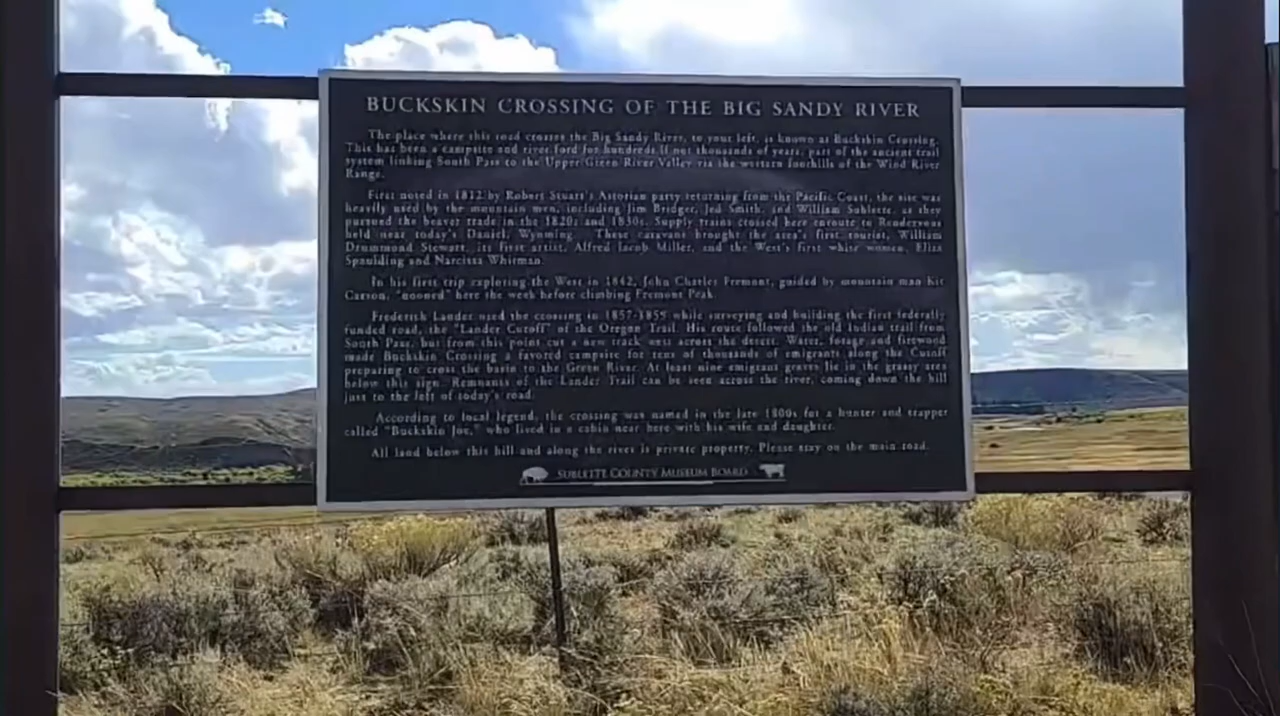 BUCKSKIN CROSSING OF THE BIG SANDY RIVER
The place where this road crosses the Big Sandy River, to your left, is known as Buckskin Crossing.
This has been a campsite and river ford for hundreds if not thousands of years, part of the ancient trail
system linking South Pass to the Upper Green River Valley via the western foothills of the Wind River
Range.
First noted in 1812 by Robert Stuart's Astorian party returning from the Pacific Coast, the site was
heavily used by the mountain men, including Jim Bridger, Jed Smith, and William Sublette, as they
pursued the beaver trade in the 1820s and 1830s. Supply trains crossed here enroute to Rendezvous
held near today's Daniel, Wyoming. These caravans brought the area's first tourist, William
Drummond Stewart, its first artist, Alfred Jacob Miller, and the West's first white women, Eliza
Spaulding and Narcissa Whitman.
In his first trip exploring the West in 1842, John Charles Fremont, guided by mountain man Kit
Carson, "nooned" here the week before climbing Fremont Peak.
Frederick Lander used the crossing in 1857-1859 while surveying and building the first federally
funded road, the "Lander Cutoff" of the Oregon Trail. His route followed the old Indian trail from
South Pass, but from this point cut a new track west across the desert. Water, forage and firewood
made Buckskin Crossing a favored campsite for tens of thousands of emigrants along the Cutoff
preparing to cross the basin to the Green River. At least nine emigrant graves lie in the grassy area
below this sign. Remnants of the Lander Trail can be seen across the river, coming down the hill
just to the left of today's road.
According to local legend, the crossing was named in the late 1800s for a hunter and trapper
called "Buckskin Joe," who lived in a cabin near here with his wife and daughter.
All land below this hill and along the river is private property. Please stay on the main road.
SUBLETTE COUNTY MUSEUM BOARD